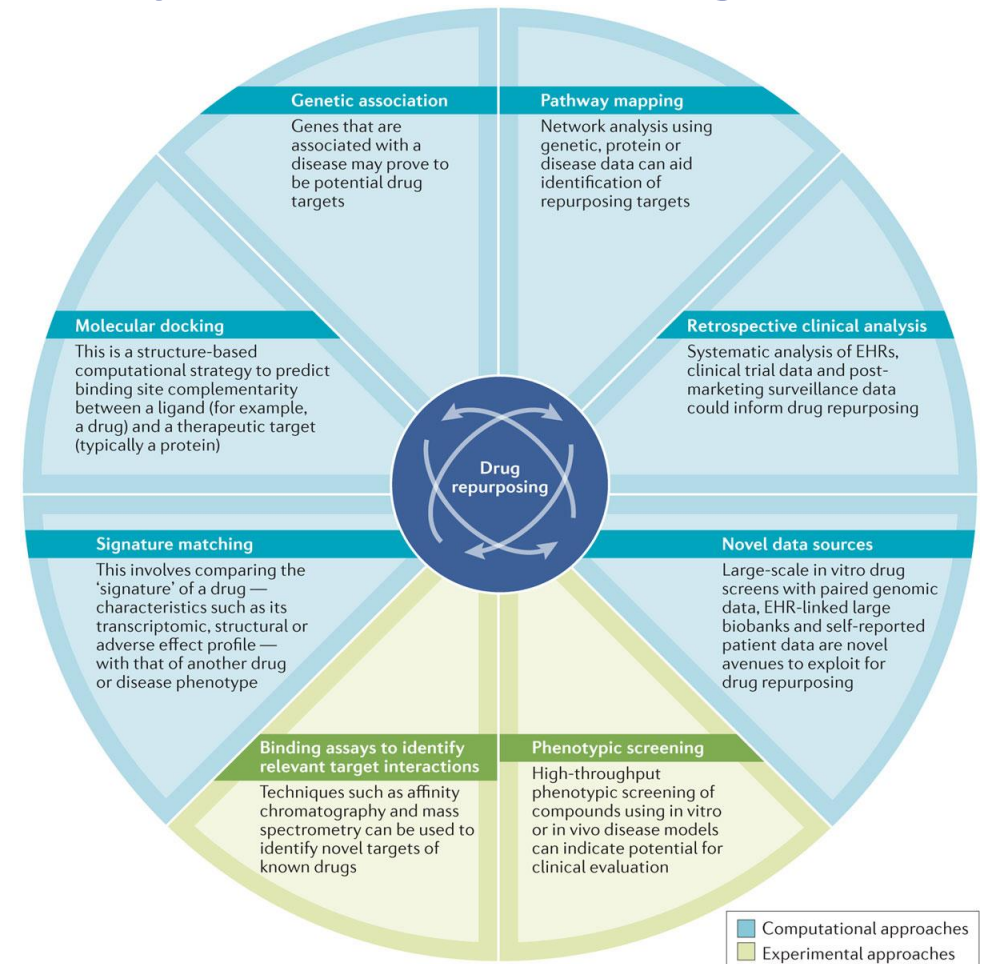 Genetic association
Genes that are
associated with a
disease may prove to
be potential drug
targets
Pathway mapping
Network analysis using
genetic, protein or
disease data can aid
identification of
repurposing targets
Molecular docking
This is a structure-based
computational strategy to predict
binding site complementarity
between a ligand (for example,
a drug) and a therapeutic target
(typically a protein)
Retrospective clinical analysis
Systematic analysis of EHRs,
clinical trial data and post-
marketing surveillance data
could inform drug repurposing
Drug
repurposing
Signature matching
This involves comparing the
‘signature’ of a drug —
characteristics such as its
transcriptomic, structural or
adverse effect profile —
with that of another drug
or disease phenotype
Novel data sources
Large-scale in vitro drug
screens with paired genomic
data, EHR-linked large
biobanks and self-reported
patient data are novel
avenues to exploit for
drug repurposing
Binding assays to identify
relevant target interactions
Techniques such as affinity
chromatography and mass
spectrometry can be used to
identify novel targets of
known drugs
Phenotypic screening
High-throughput
phenotypic screening of
compounds using in vitro
or in vivo disease models
can indicate potential for
clinical evaluation
Computational approaches
Experimental approaches